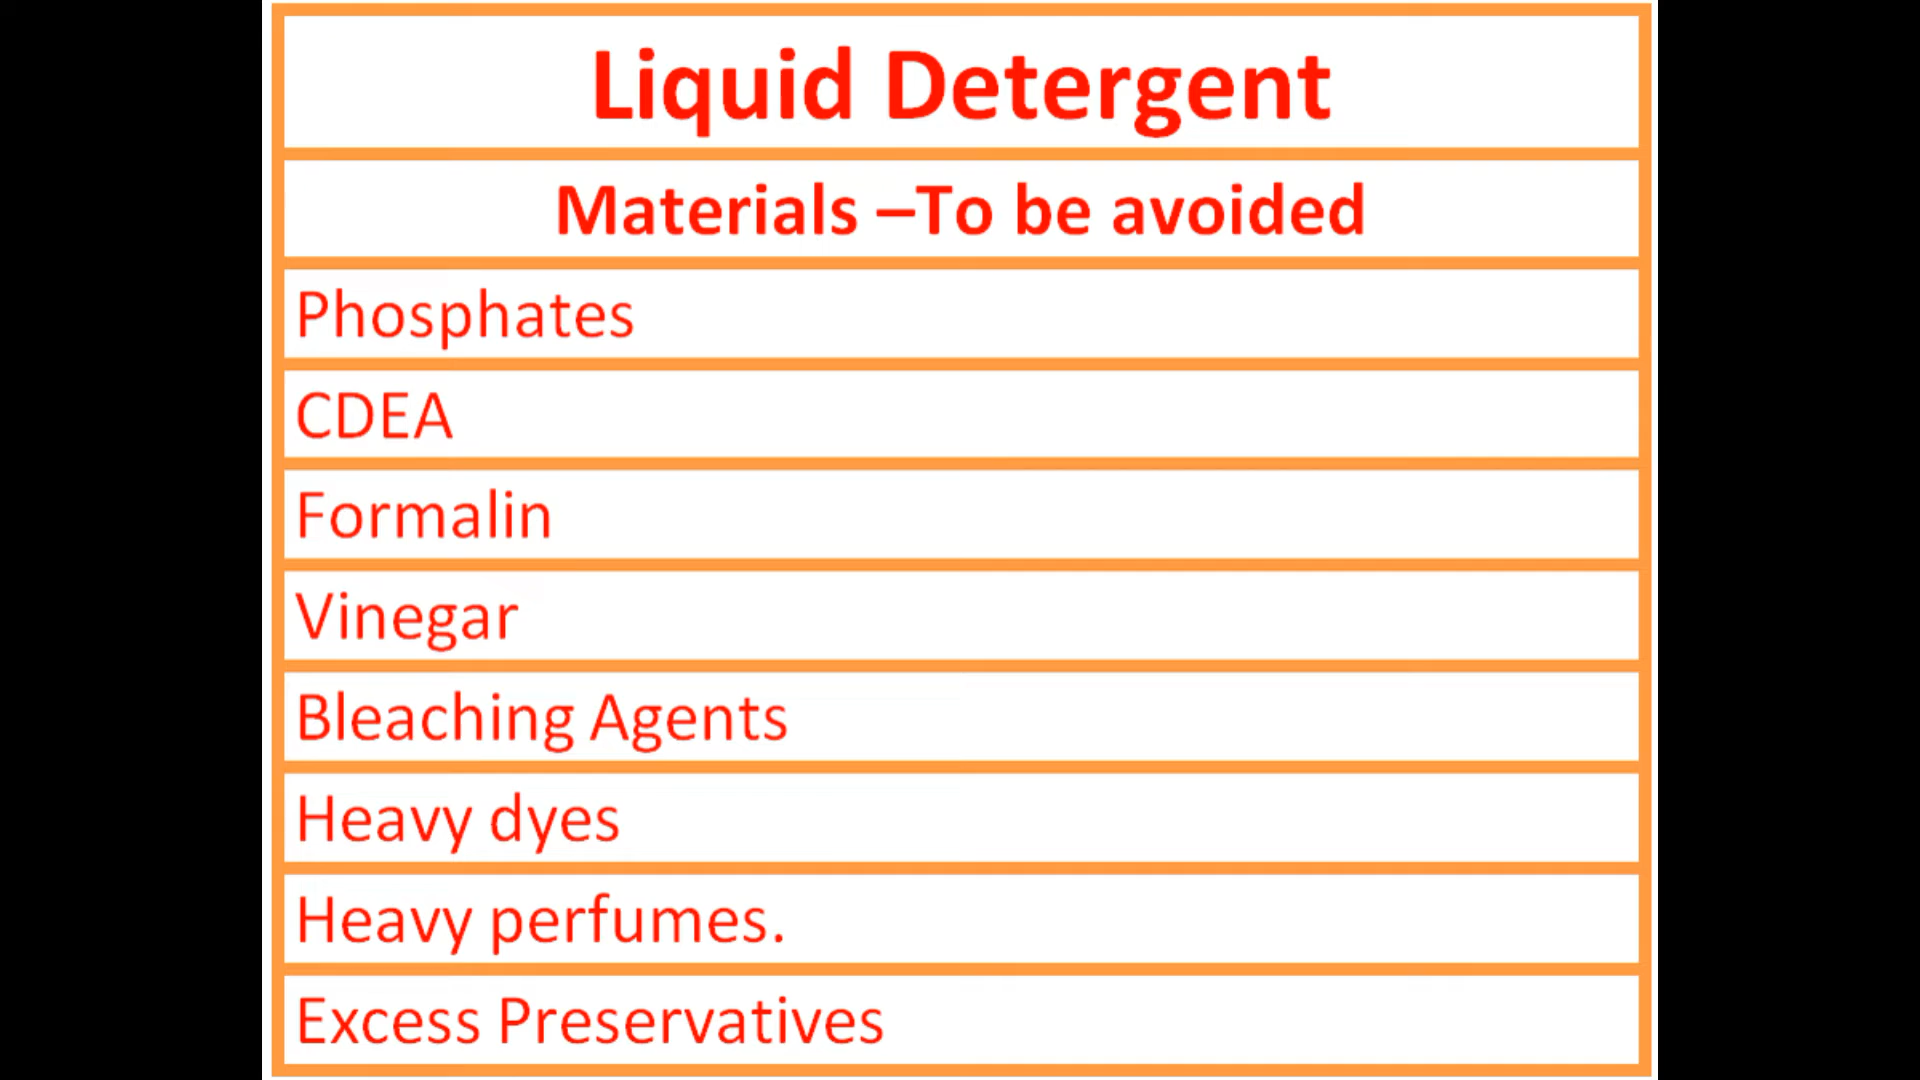 Liquid Detergent
Materials –To be avoided
Phosphates
CDEA
Formalin
Vinegar
Bleaching Agents
Heavy dyes
Heavy perfumes.
Excess Preservatives